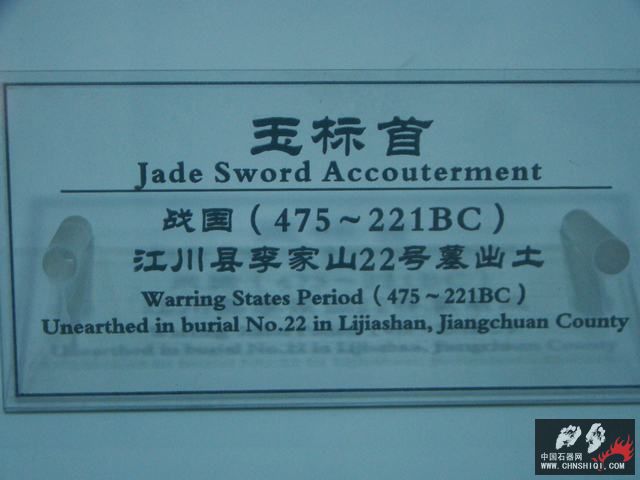 玉标首
Jade Sword Accouterment
战国（475～221BC）
江川县李家山22号墓出土
Warring States Period（475～221BC）
Unearthed in burial No.22 in Lijiashan, Jiangchuan County
中国石器网
WWW.CHNSHIQI.COM